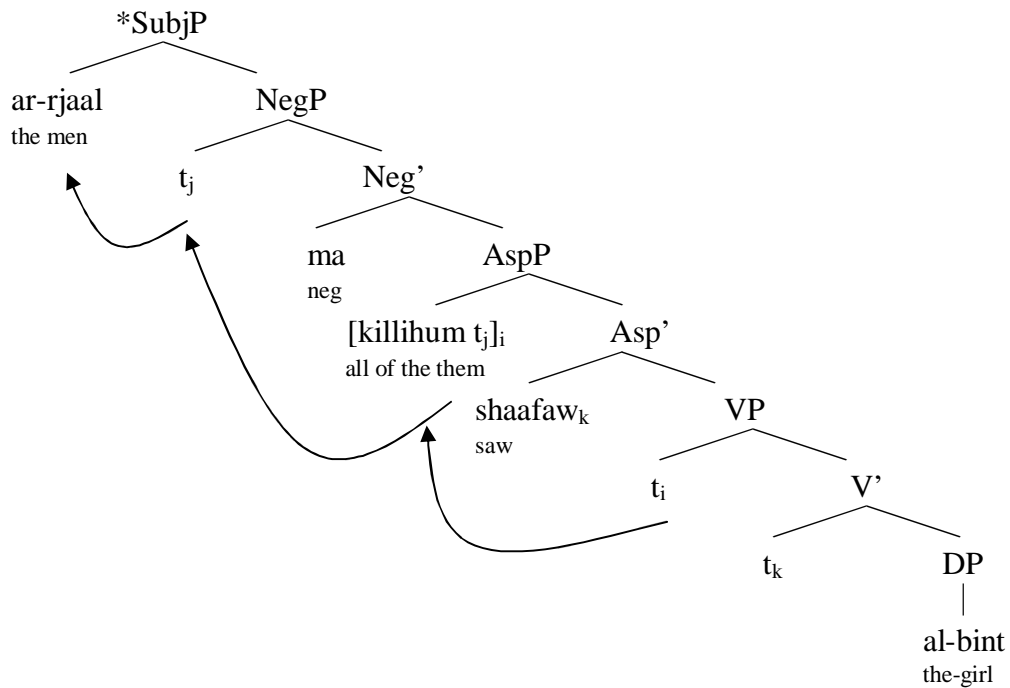 *SubjP
ar-rjaal
the men
NegP
tj
Neg’
ma
neg
AspP
[killihum tj]i
all of the them
Asp’
shaafawk
saw
VP
ti
V’
tk
DP
al-bint
the-girl